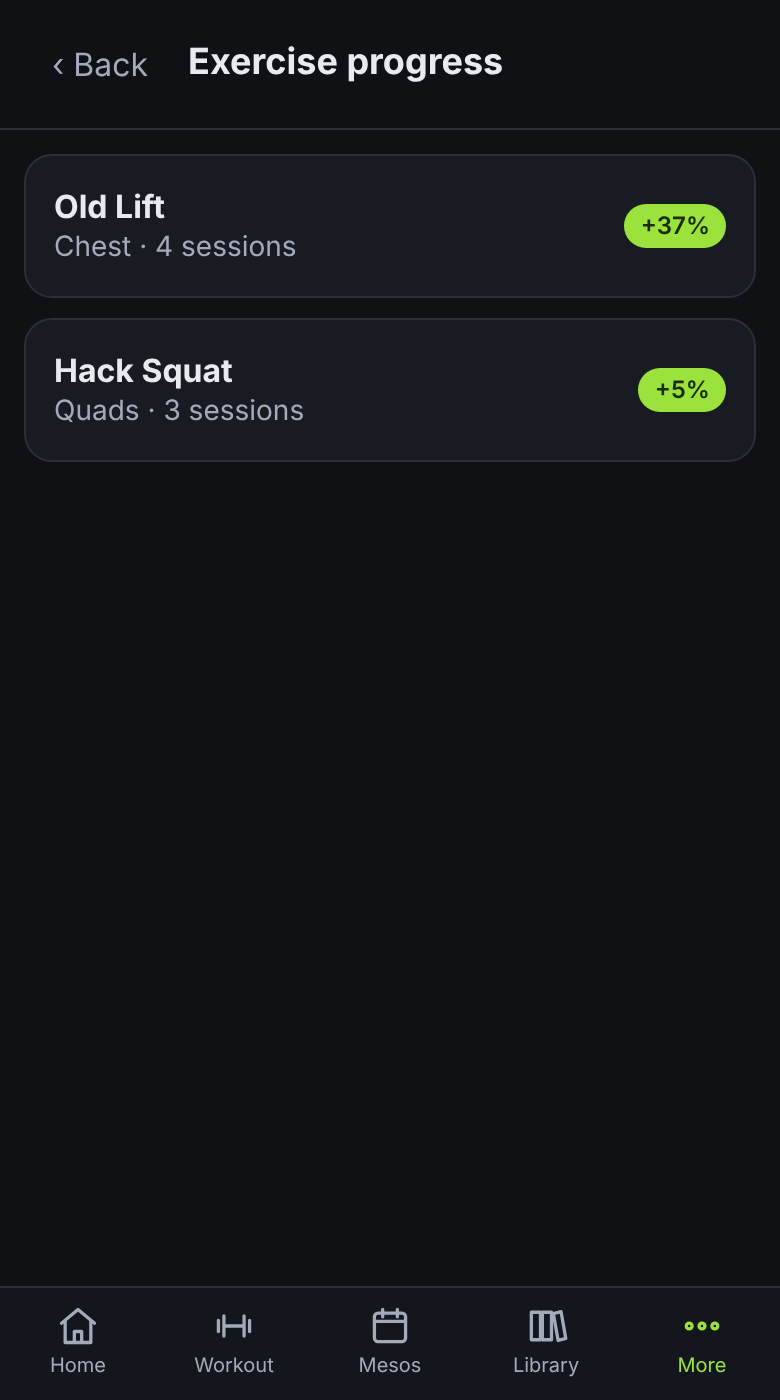 ‹ Back Exercise progress
Old Lift
Chest · 4 sessions
+37%
Hack Squat
Quads · 3 sessions
+5%
Home Workout Mesos Library More